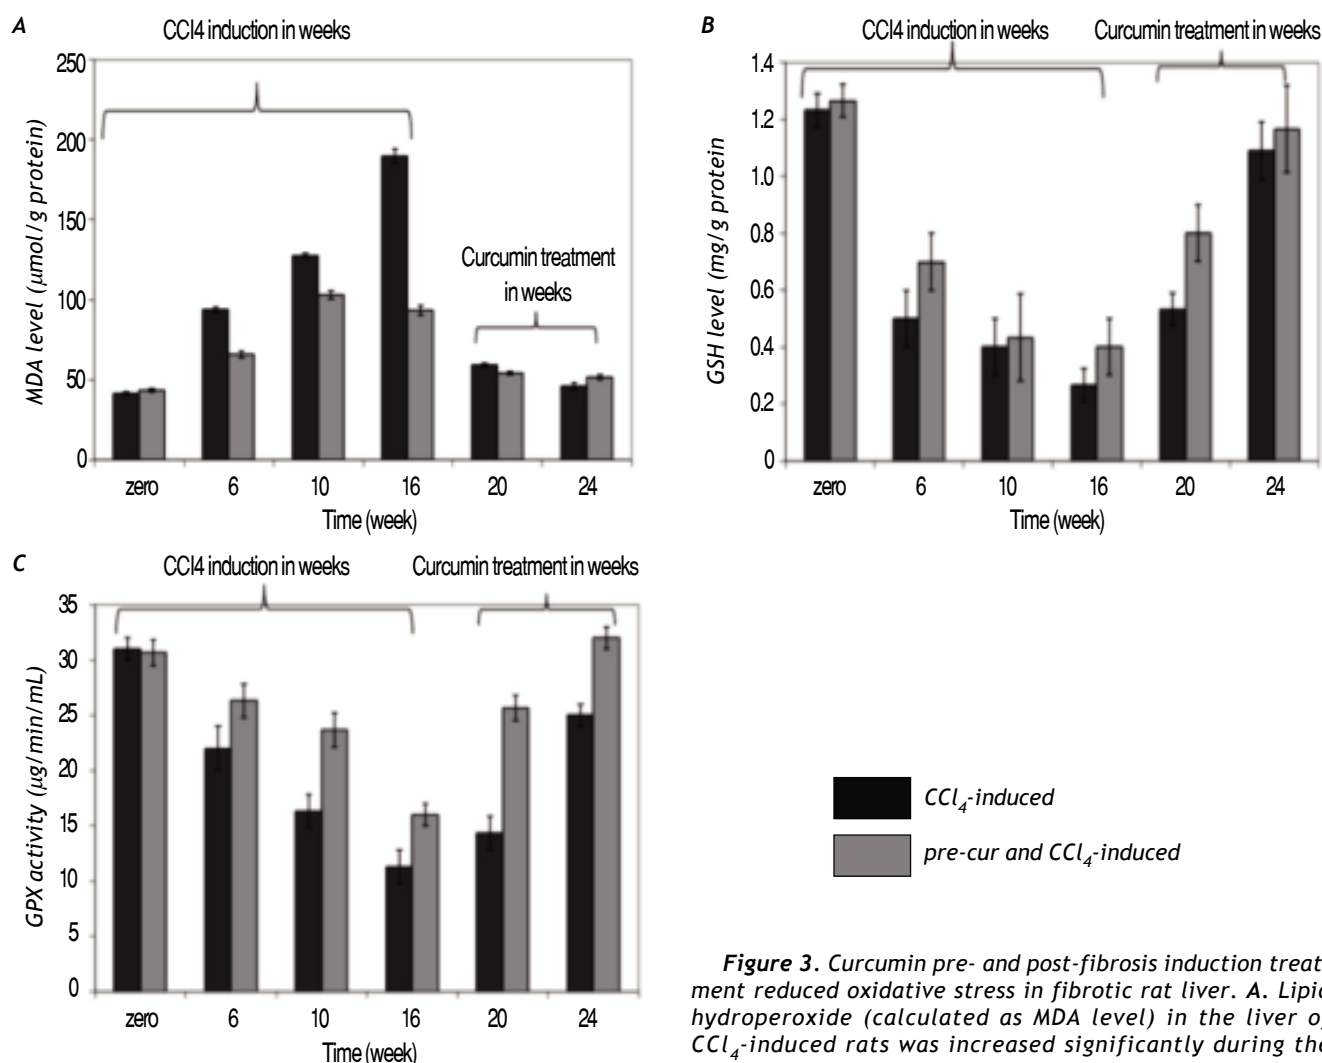 A
CCl4 induction in weeks
250
200
150
100
50
0
MDA level (μmol/g protein)
Curcumin treatment
in weeks
zero 6 10 16 20 24
Time (week)
B
CCl4 induction in weeks Curcumin treatment in weeks
1.4
1.2
1.0
0.8
0.6
0.4
0.2
0
GSH level (mg/g protein
zero 6 10 16 20 24
Time (week)
C
CCl4 induction in weeks Curcumin treatment in weeks
35
30
25
20
15
10
5
0
GPX activity (μg/min/mL)
zero 6 10 16 20 24
Time (week)
CCl4-induced
pre-cur and CCl4-induced
Figure 3. Curcumin pre- and post-fibrosis induction treat
ment reduced oxidative stress in fibrotic rat liver. A. Lipid
hydroperoxide (calculated as MDA level) in the liver o
CCl4-induced rats was increased significantly during the